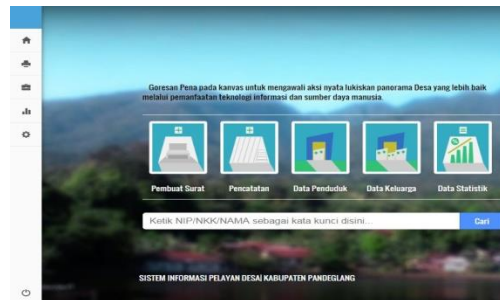 Goresan Pena pada kanvas untuk mengawali aksi nyata lukiskan panorama Desa yang lebih baik
melalui pemanfaatan teknologi informasi dan sumber daya manusia.
Pembuat Surat Pencatatan Data Penduduk Data Keluarga Data Statistik
Ketik NIP/NKK/NAMA sebagai kata kunci disini... Cari
SISTEM INFORMASI PELAYAN DESA| KABUPATEN PANDEGLANG